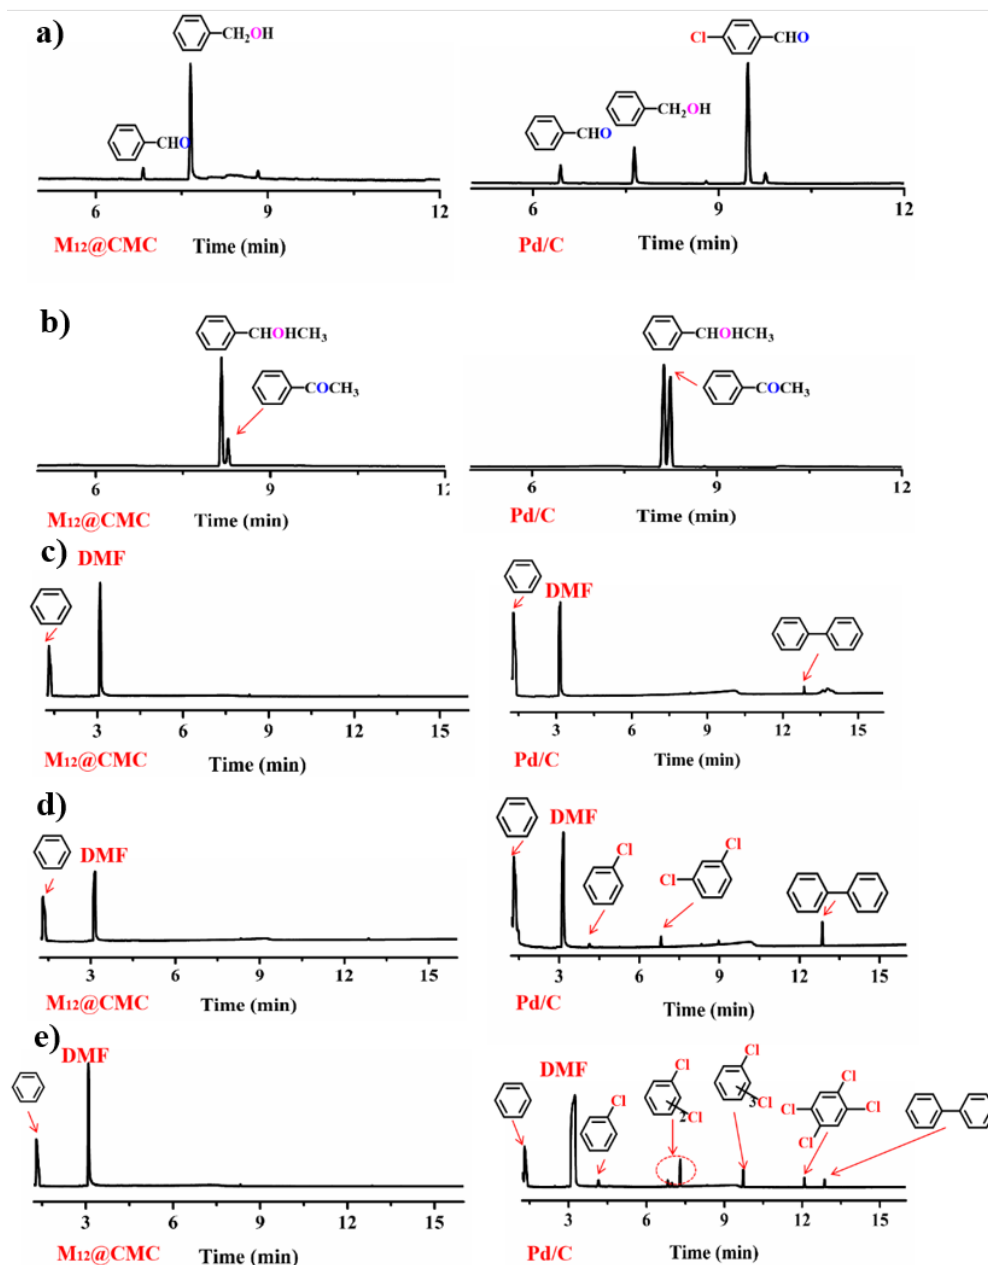 a)
CH₂OH
CHO
6 9 12
M₁₂@CMC Time (min)
Cl CHO
CH₂OH
CHO
6 9 12
Pd/C Time (min)
b)
CHOHCH₃
COCH₃
6 9 12
M₁₂@CMC Time (min)
CHOHCH₃
COCH₃
6 9 12
Pd/C Time (min)
c)
DMF
3 6 9 12 15
M₁₂@CMC Time (min)
DMF
3 6 9 12 15
Pd/C Time (min)
d)
DMF
3 6 9 12 15
M₁₂@CMC Time (min)
DMF
Cl
Cl
Cl
3 6 9 12 15
Pd/C Time (min)
e)
DMF
3 6 9 12 15
M₁₂@CMC Time (min)
DMF
Cl
Cl
2 Cl
Cl
3 Cl
Cl
Cl Cl
Cl
3 6 9 12 15
Pd/C Time (min)